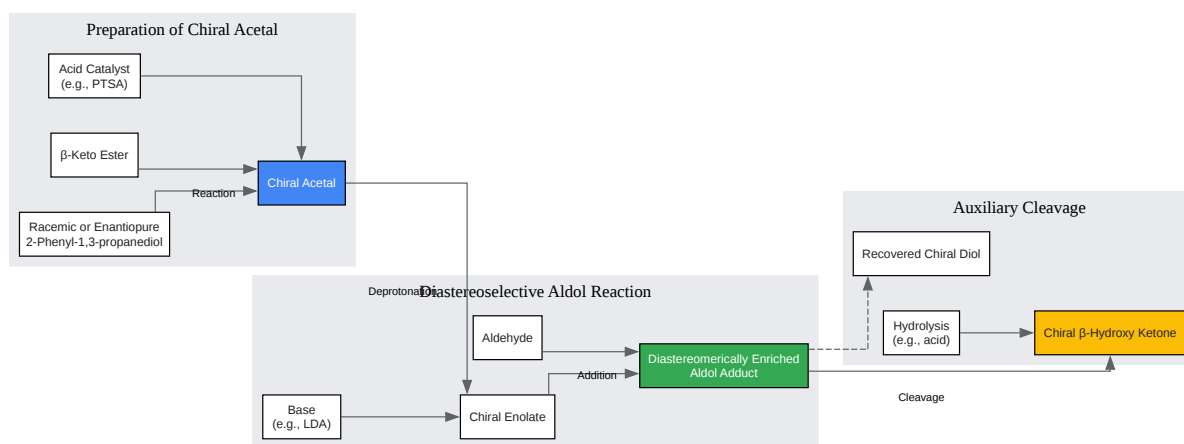 Preparation of Chiral Acetal
Acid Catalyst
(e.g., PTSA)
β-Keto Ester
Chiral Acetal
Reaction
Racemic or Enantiopure
2-Phenyl-1,3-propanediol
Auxiliary Cleavage
Recovered Chiral Diol
Hydrolysis
(e.g., acid)
Chiral β-Hydroxy Ketone
Cleavage
Deprotonation
Diastereoselective Aldol Reaction
Aldehyde
Diastereomerically Enriched
Aldol Adduct
Addition
Base
(e.g., LDA)
Chiral Enolate